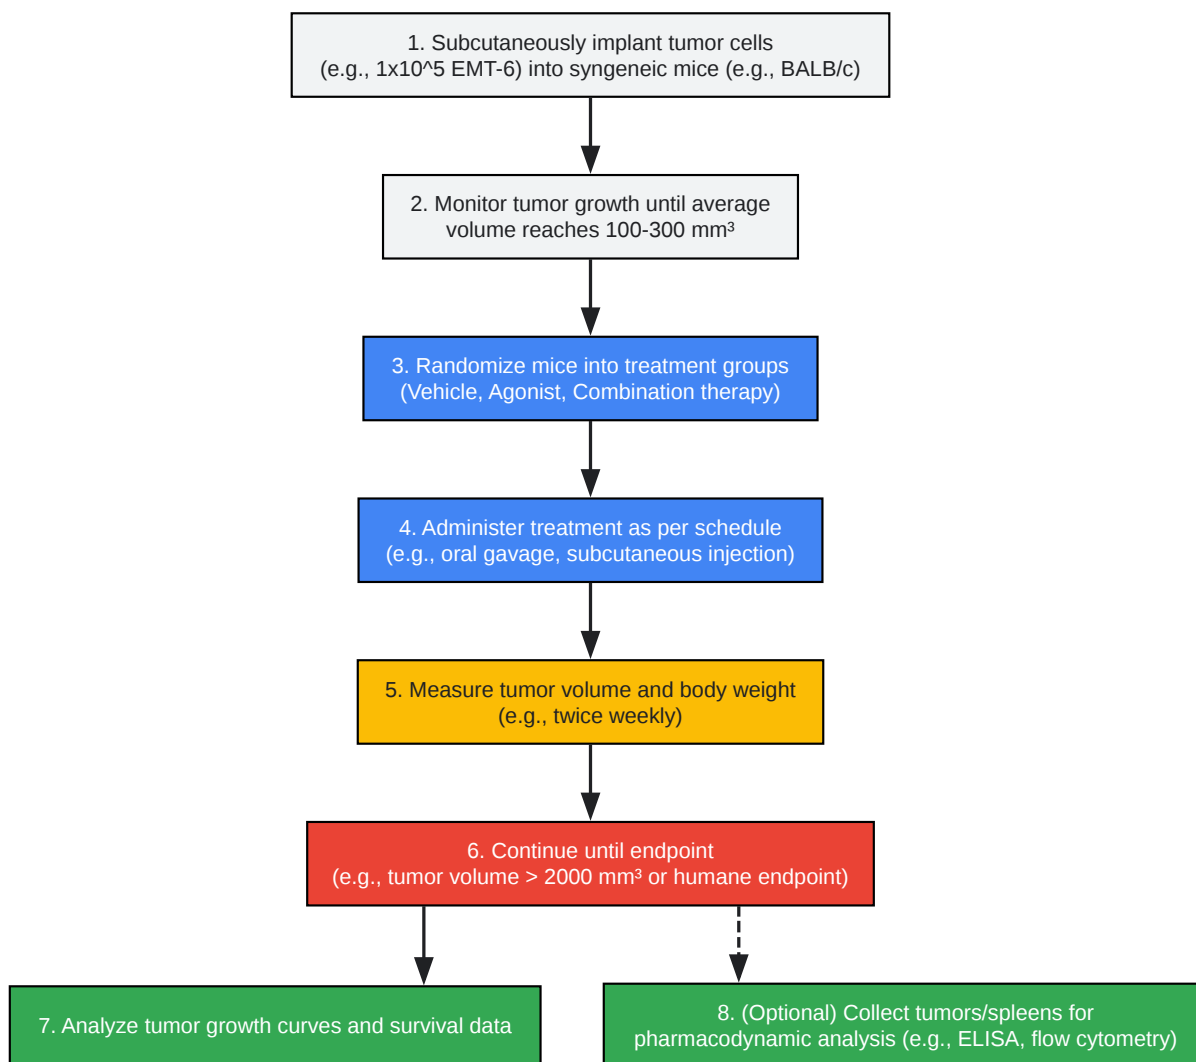 1. Subcutaneously implant tumor cells
(e.g., 1x10^5 EMT-6) into syngeneic mice (e.g., BALB/c)
2. Monitor tumor growth until average
volume reaches 100-300 mm³
3. Randomize mice into treatment groups
(Vehicle, Agonist, Combination therapy)
4. Administer treatment as per schedule
(e.g., oral gavage, subcutaneous injection)
5. Measure tumor volume and body weight
(e.g., twice weekly)
6. Continue until endpoint
(e.g., tumor volume > 2000 mm³ or humane endpoint)
7. Analyze tumor growth curves and survival data
8. (Optional) Collect tumors/spleens for
pharmacodynamic analysis (e.g., ELISA, flow cytometry)